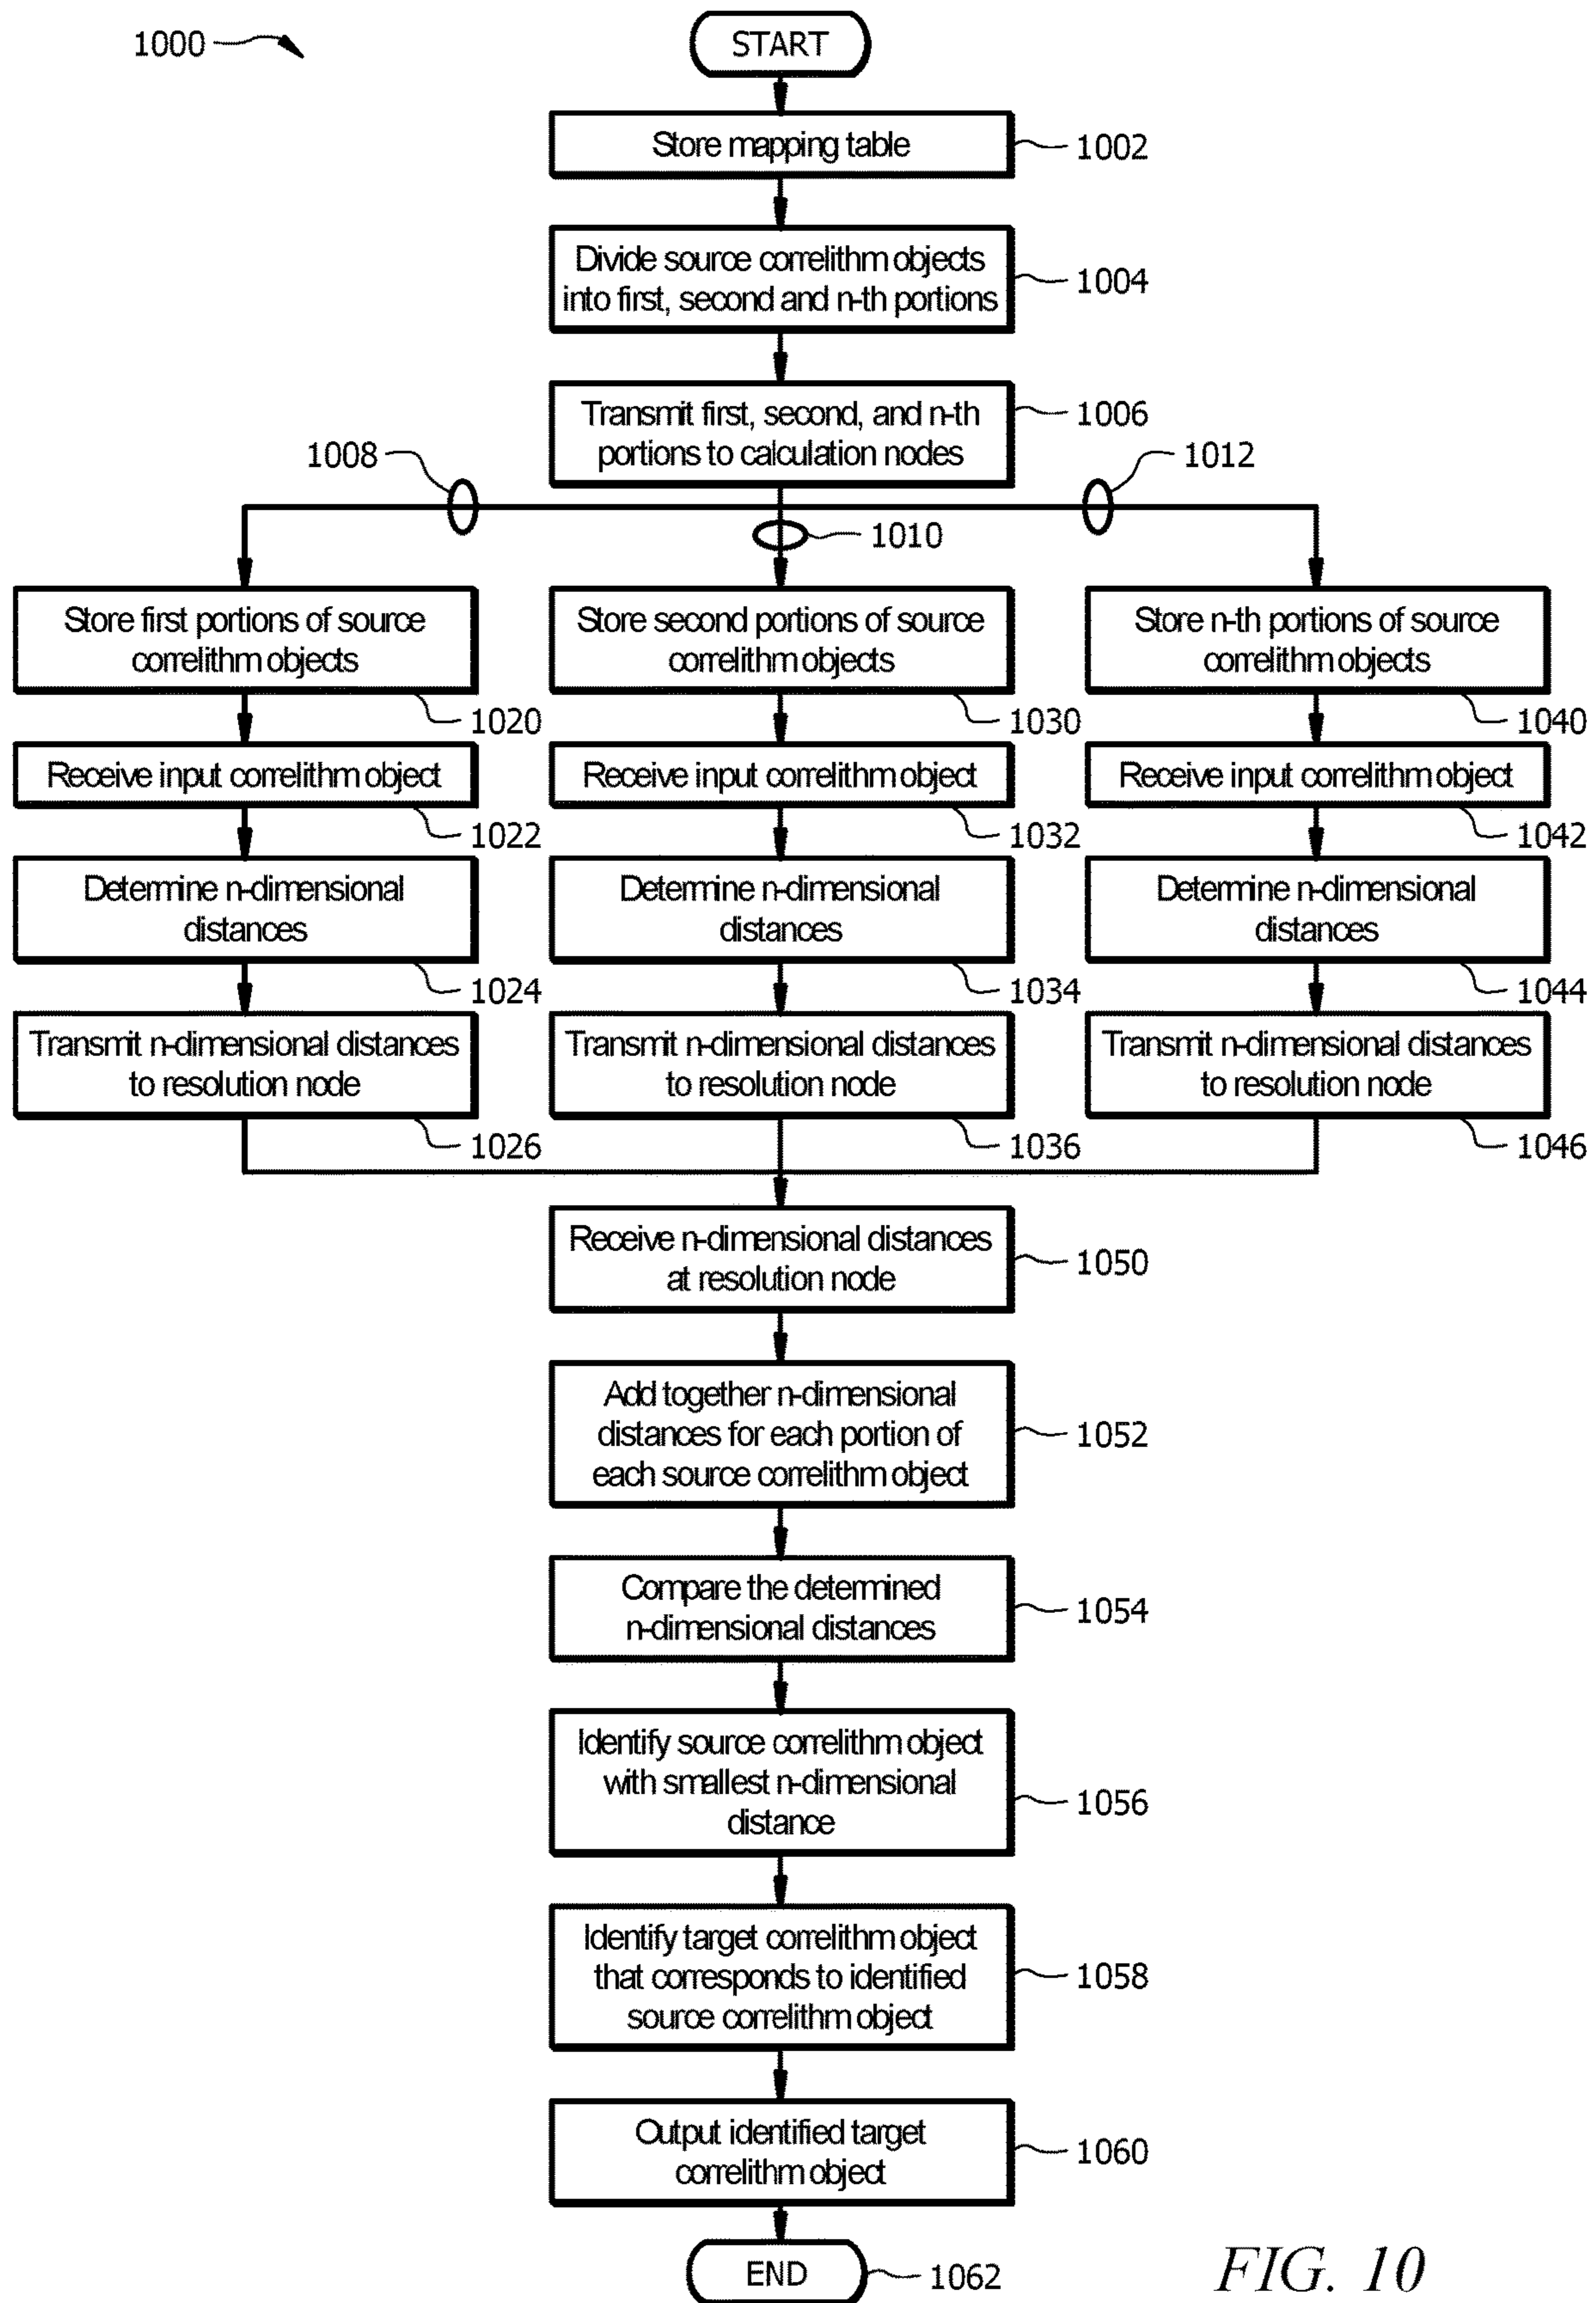 1000
START
Store mapping table
1002
Divide source correlithm objects
into first, second and n-th portions
1004
Transmit first, second, and n-th
portions to calculation nodes
1006
1008
1010
1012
Store first portions of source
correlithm objects
1020
Store second portions of source
correlithm objects
1030
Store n-th portions of source
correlithm objects
1040
Receive input correlithm object
1022
Receive input correlithm object
1032
Receive input correlithm object
1042
Determine n-dimensional
distances
1024
Determine n-dimensional
distances
1034
Determine n-dimensional
distances
1044
Transmit n-dimensional distances
to resolution node
1026
Transmit n-dimensional distances
to resolution node
1036
Transmit n-dimensional distances
to resolution node
1046
Receive n-dimensional distances
at resolution node
1050
Add together n-dimensional
distances for each portion of
each source correlithm object
1052
Compare the determined
n-dimensional distances
1054
Identify source correlithm object
with smallest n-dimensional
distance
1056
Identify target correlithm object
that corresponds to identified
source correlithm object
1058
Output identified target
correlithm object
1060
END
1062
FIG. 10